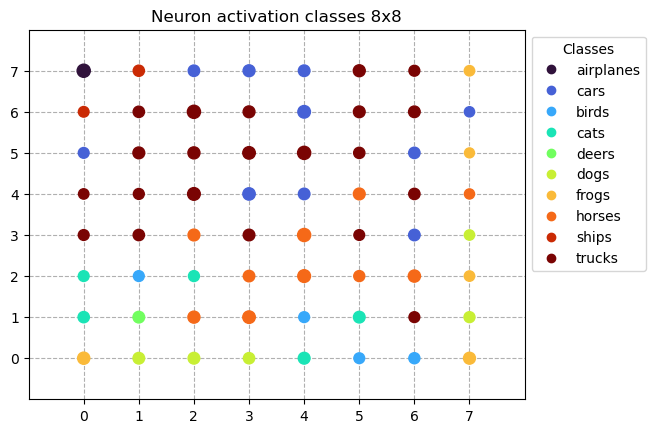 Neuron activation classes 8x8
7
6
5
4
3
2
1
0
0 1 2 3 4 5 6 7
Classes
airplanes
cars
birds
cats
deers
dogs
frogs
horses
ships
trucks